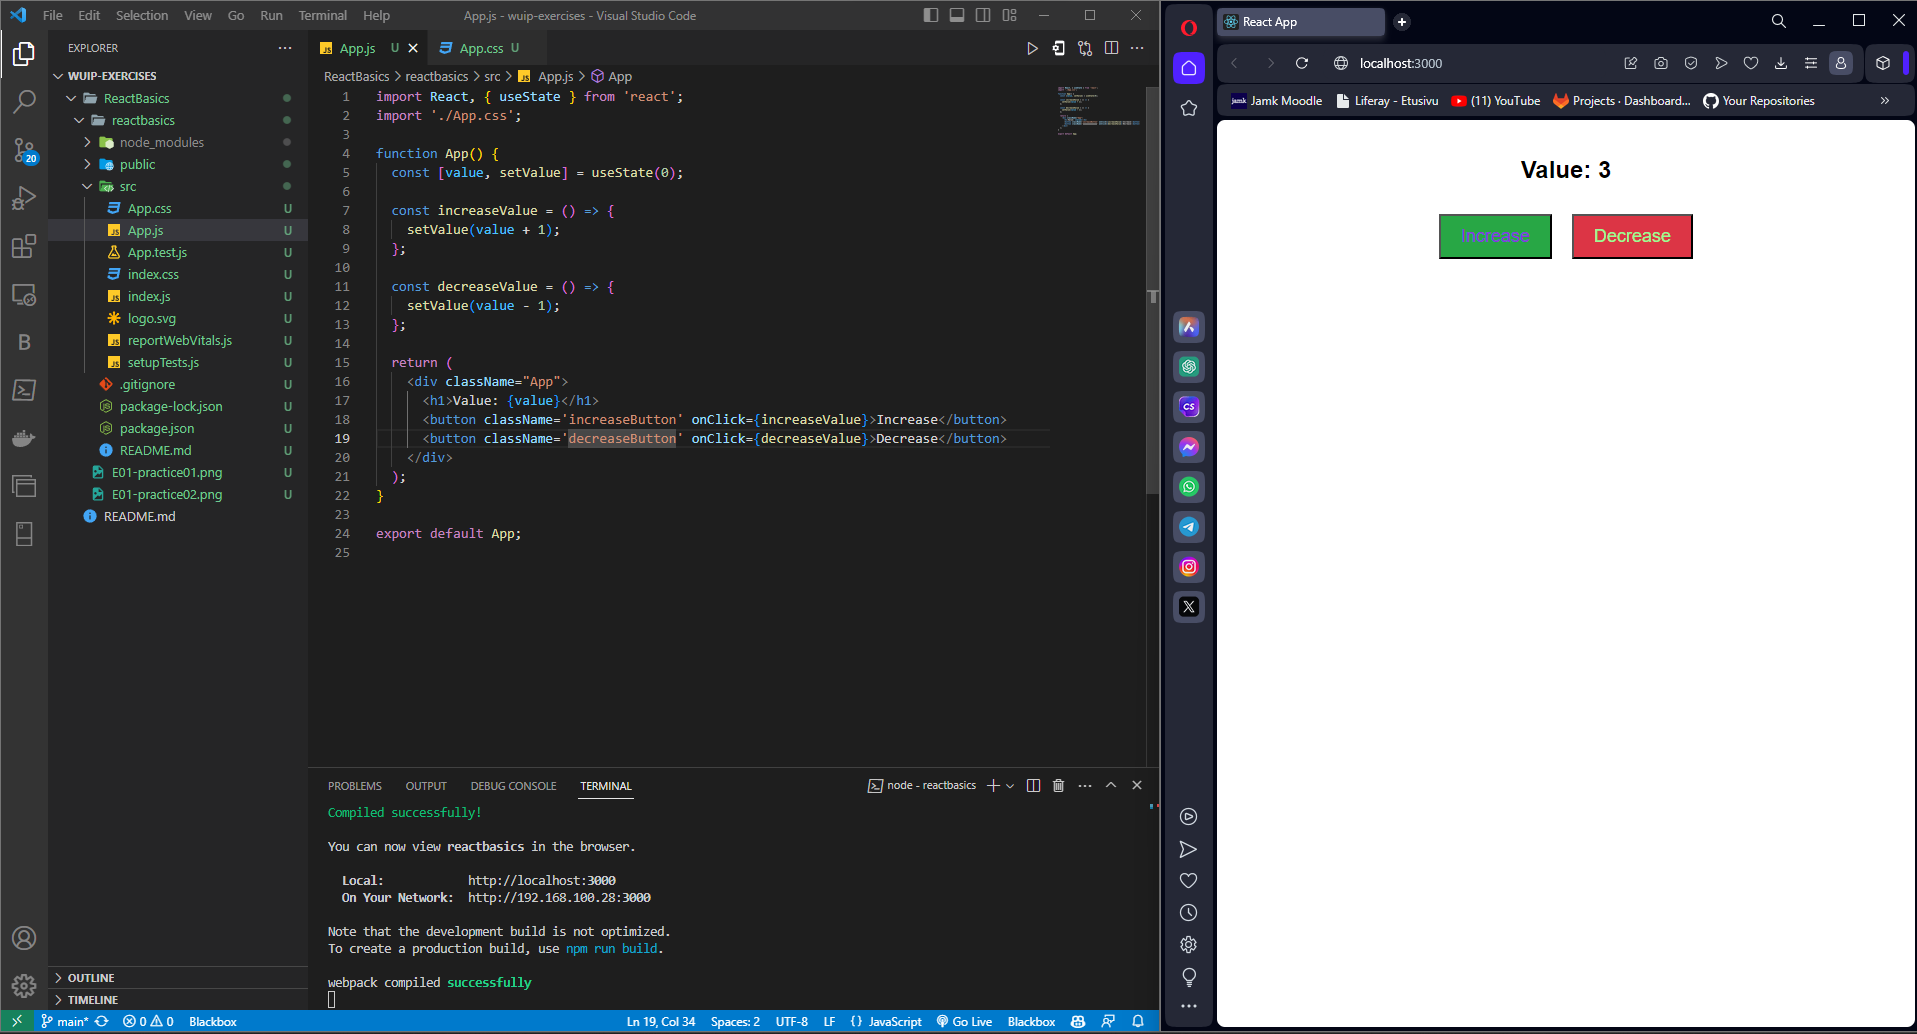 File Edit Selection View Go Run Terminal Help
App.js - wuip-exercises - Visual Studio Code
EXPLORER
WUIP-EXERCISES
ReactBasics
reactbasics
node_modules
public
src
App.css U
App.js U
App.test.js U
index.css U
index.js U
logo.svg U
reportWebVitals.js U
setupTests.js U
.gitignore U
package-lock.json U
package.json U
README.md U
E01-practice01.png U
E01-practice02.png U
README.md
OUTLINE
TIMELINE
20
App.js U
App.css U
ReactBasics > reactbasics > src > App.js > App
1 import React, { useState } from 'react';
2 import './App.css';
3
4 function App() {
5 const [value, setValue] = useState(0);
6
7 const increaseValue = () => {
8 setValue(value + 1);
9 };
10
11 const decreaseValue = () => {
12 setValue(value - 1);
13 };
14
15 return (
16 <div className="App">
17 <h1>Value: {value}</h1>
18 <button className='increaseButton' onClick={increaseValue}>Increase</button>
19 <button className='decreaseButton' onClick={decreaseValue}>Decrease</button>
20 </div>
21 );
22 }
23
24 export default App;
25
PROBLEMS OUTPUT DEBUG CONSOLE TERMINAL
node - reactbasics
Compiled successfully!
You can now view reactbasics in the browser.
Local: http://localhost:3000
On Your Network: http://192.168.100.28:3000
Note that the development build is not optimized.
To create a production build, use npm run build.
webpack compiled successfully
main* 0 0 Blackbox
Ln 19, Col 34 Spaces: 2 UTF-8 LF {} JavaScript Go Live Blackbox
React App
localhost:3000
jamk Jamk Moodle Liferay - Etusivu (11) YouTube Projects · Dashboard... Your Repositories
CS
Value: 3
Increase Decrease